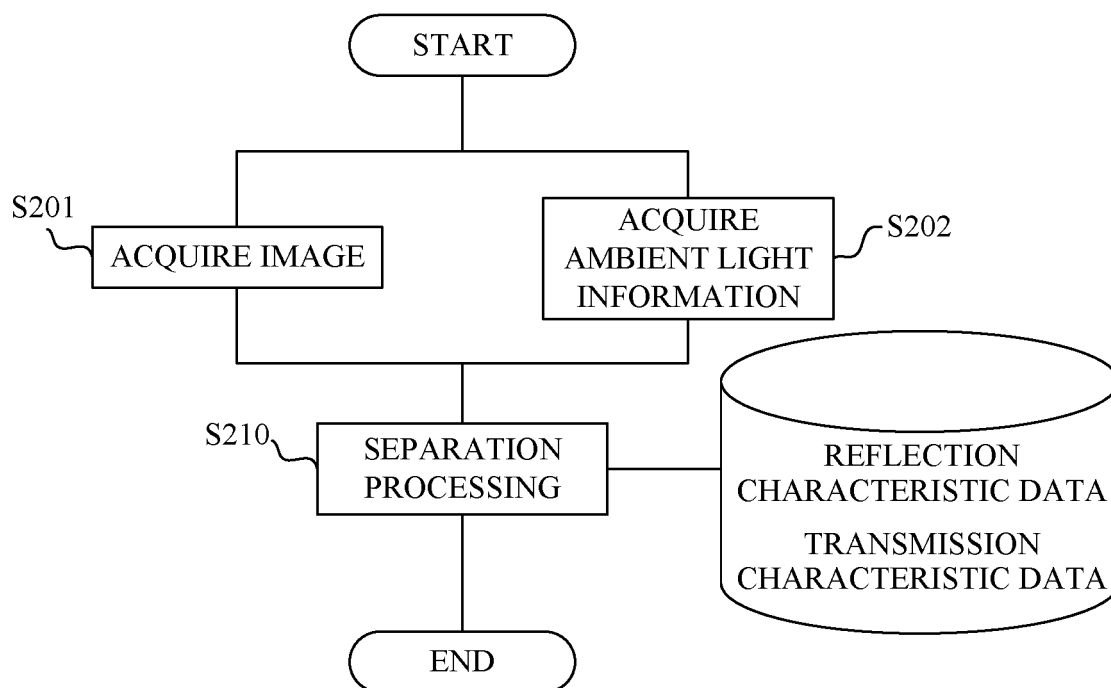 START
S201
ACQUIRE IMAGE
ACQUIRE
AMBIENT LIGHT
INFORMATION
S202
S210
SEPARATION
PROCESSING
REFLECTION
CHARACTERISTIC DATA
TRANSMISSION
CHARACTERISTIC DATA
END